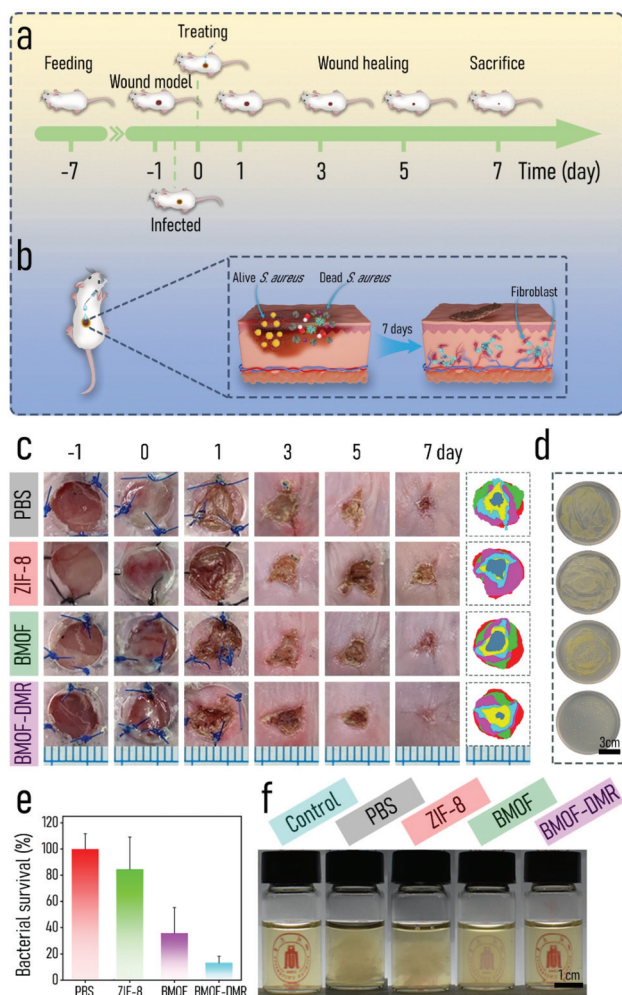 a
Treating
Feeding
Wound healing
Sacrifice
Wound model
-7
-1
0
1
3
5
7
Time (day)
Infected
b
Alive S. aureus
Dead S. aureus
Fibroblast
7 days
c
-1
0
1
3
5
7 day
d
PBS
ZIF-8
BMOF
BMOF-DMR
3cm
e
f
Control
PBS
ZIF-8
BMOF
BMOF-DMR
Bacterial survival (%)
120
100
80
60
40
20
0
PBS
ZIF-8
BMOF
BMOF-DMR
1 cm